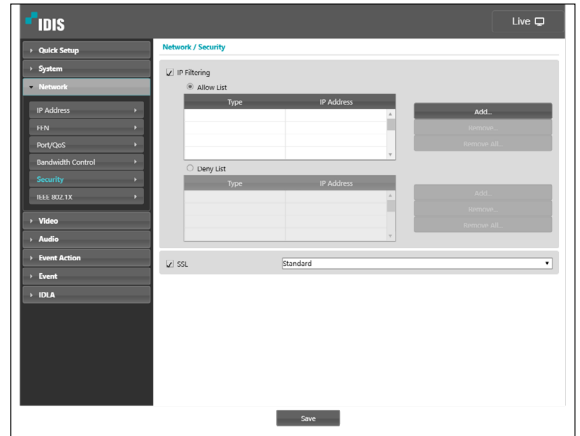 IDIS
Live
Quick Setup
Network / Security
System
IP Filtering
Network
Allow List
Type IP Address
IP Address
Add...
FEN
Remove...
Port/QoS
Remove All...
Bandwidth Control
Deny List
Security
Type IP Address
IEEE 802.1X
Add...
Video
Remove...
Remove All...
Audio
Event Action
SSL Standard
Event
IDLA
Save